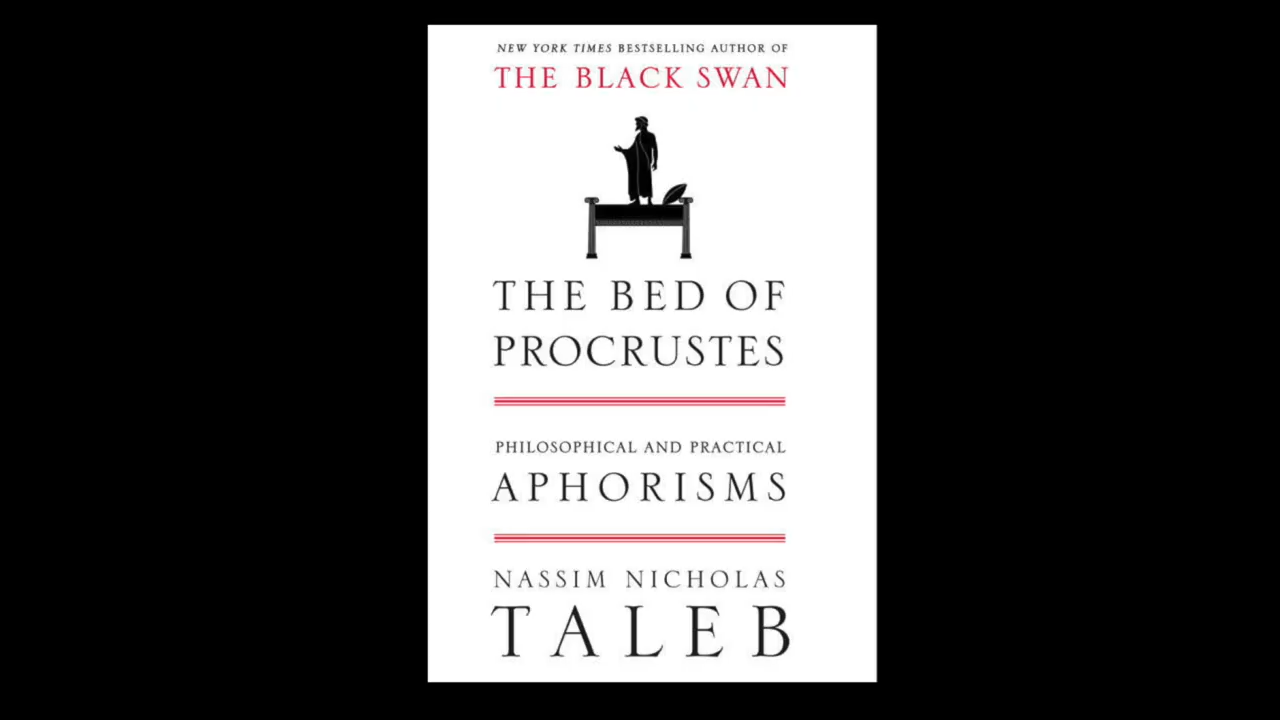 NEW YORK TIMES BESTSELLING AUTHOR OF
THE BLACK SWAN
THE BED OF
PROCRUSTES
PHILOSOPHICAL AND PRACTICAL
APHORISMS
NASSIM NICHOLAS
TALEB